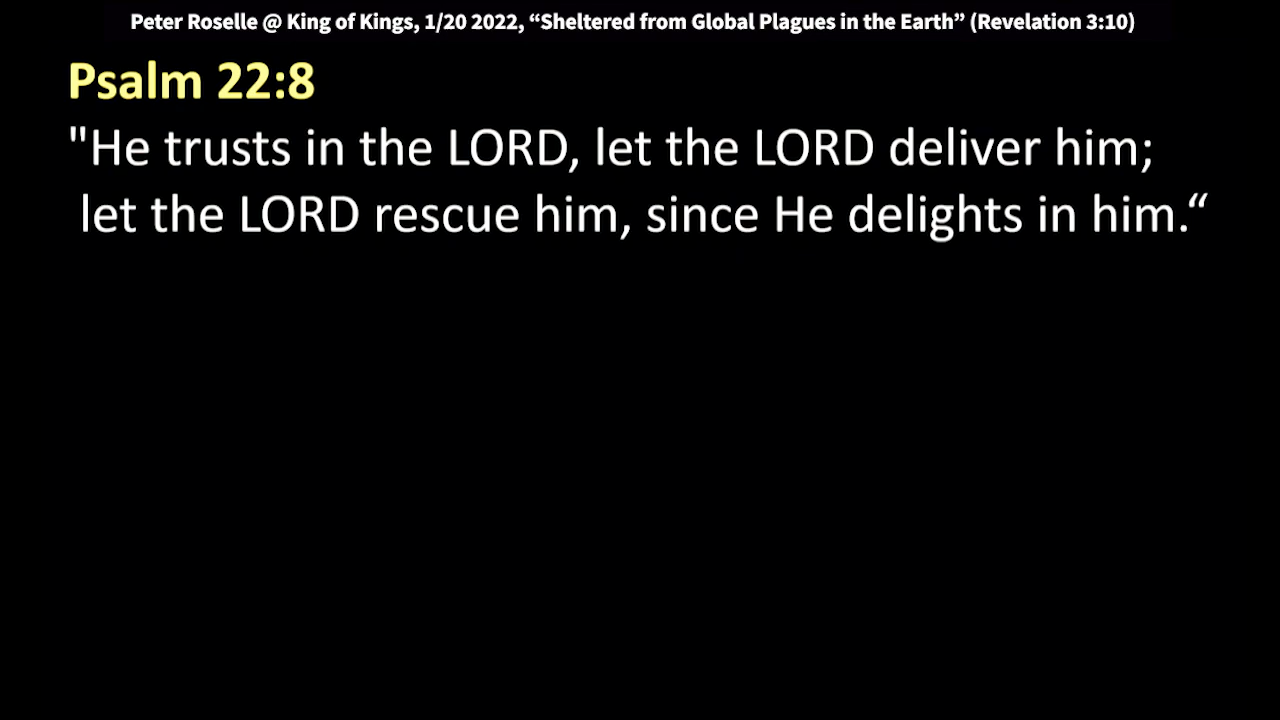 Peter Roselle @ King of Kings, 1/20 2022, “Sheltered from Global Plagues in the Earth” (Revelation 3:10)
Psalm 22:8
"He trusts in the LORD, let the LORD deliver him;
let the LORD rescue him, since He delights in him.“